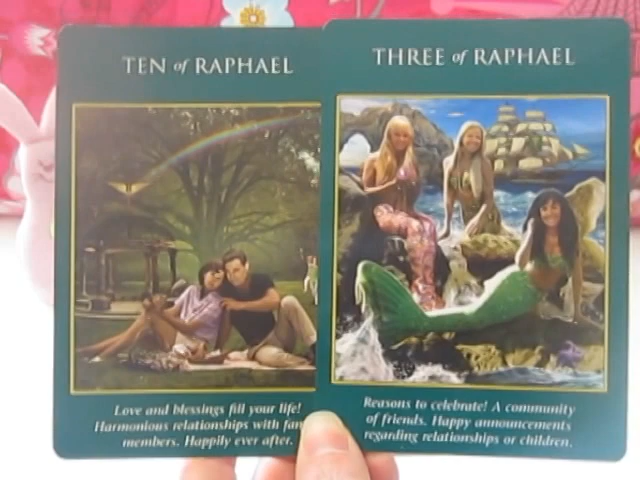 TEN of RAPHAEL
Love and blessings fill your life!
Harmonious relationships with fam
members. Happily ever after.
THREE of RAPHAEL
Reasons to celebrate! A community
of friends. Happy announcements
regarding relationships or children.